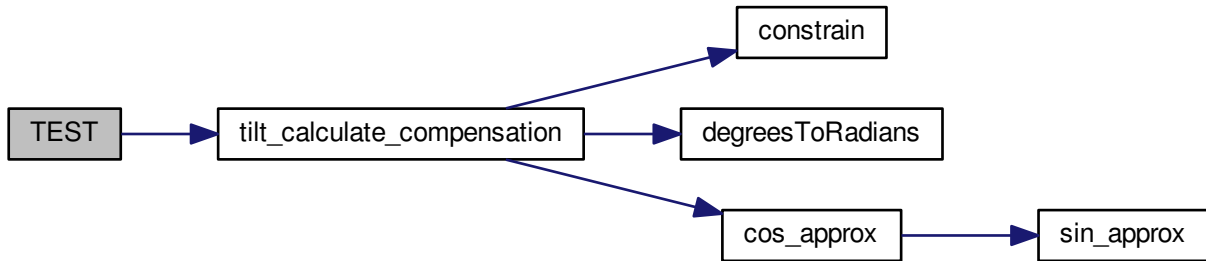 constrain
TEST
tilt_calculate_compensation
degreesToRadians
cos_approx
sin_approx